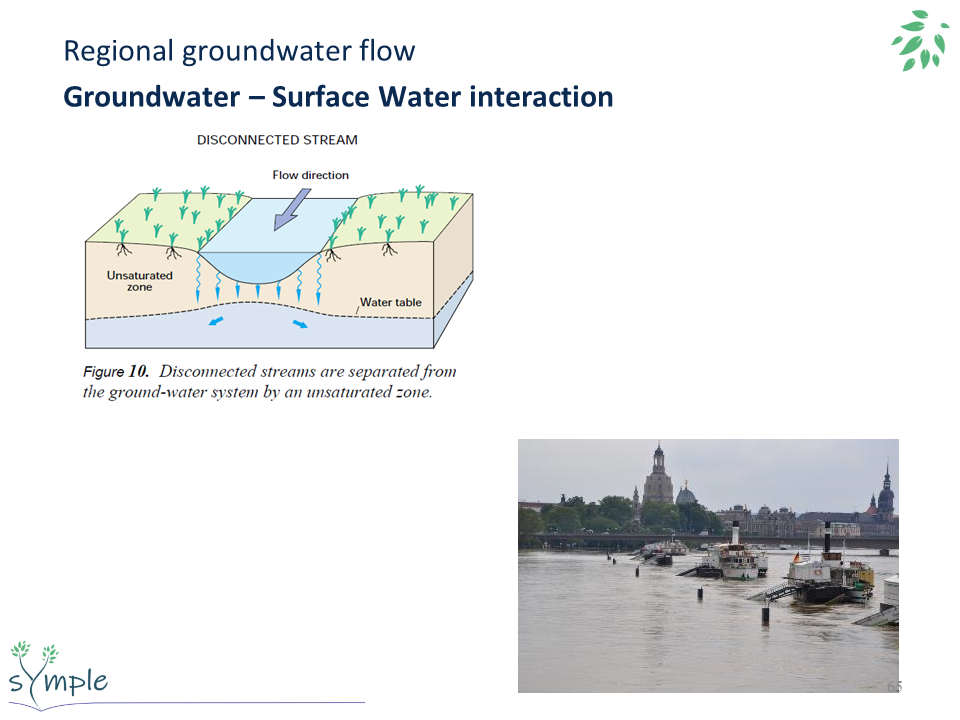 Regional groundwater flow
Groundwater – Surface Water interaction
DISCONNECTED STREAM
Flow direction
Unsaturated
zone
Water table
Figure 10. Disconnected streams are separated from
the ground-water system by an unsaturated zone.
sYmple
65